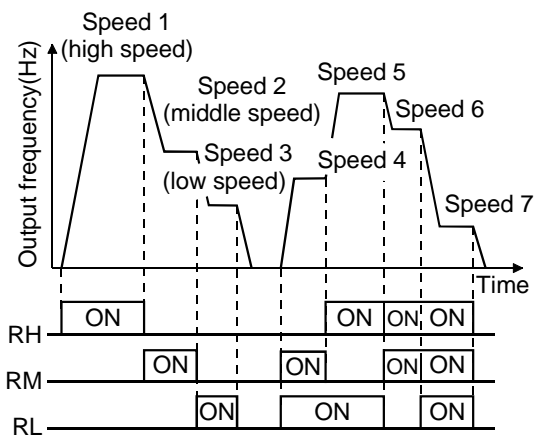 Speed 1
(high speed)
Speed 2
(middle speed)
Speed 3
(low speed)
Speed 5
Speed 6
Speed 4
Speed 7
Output frequency(Hz)
Time
RH
ON
ON
ON
ON
RM
ON
ON
ON
ON
RL
ON
ON
ON